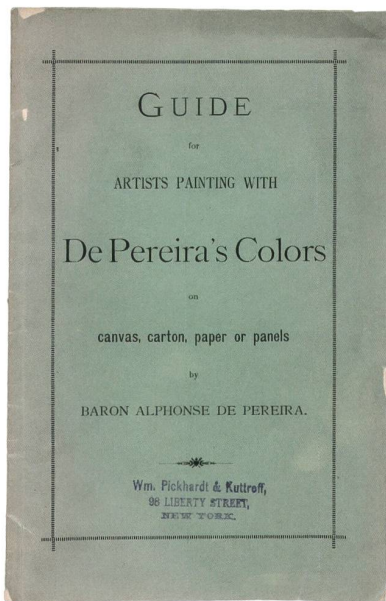 GUIDE
for
ARTISTS PAINTING WITH
De Pereira's Colors
on
canvas, carton, paper or panels
by
BARON ALPHONSE DE PEREIRA.
Wm. Pickhardt & Kuttroff,
98 LIBERTY STREET,
NEW YORK.